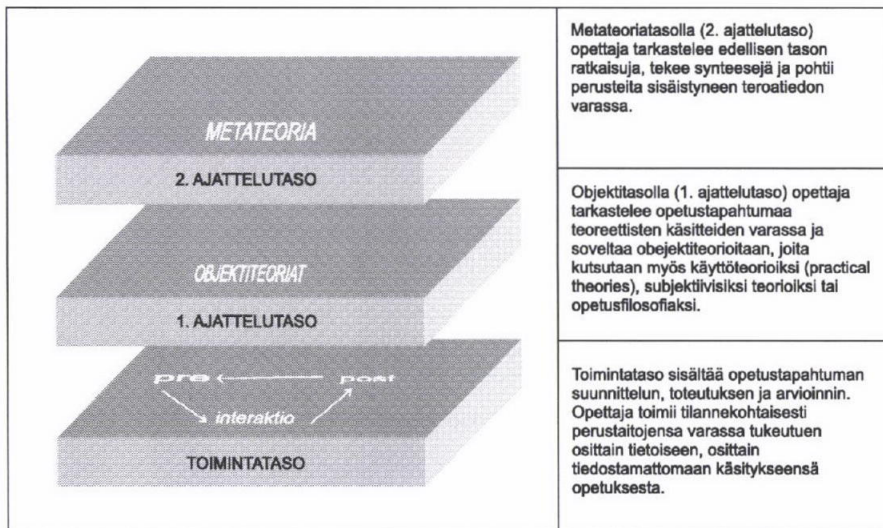 METATEORIA
2. AJATTELUTASO
Metateoriatasolla (2. ajattelutaso)
opettaja tarkastelee edellisen tason
ratkaisuja, tekee synteesejä ja pohtii
perusteita sisäistyneen teroatiedon
varassa.
OBJEKTITEORIAT
1. AJATTELUTASO
Objektitasolla (1. ajattelutaso) opettaja
tarkastelee opetustapahtumaa
teoreettisten käsitteiden varassa ja
soveltaa obejektiteorioitaan, joita
kutsutaan myös käyttöteorioiksi (practical
theories), subjektiivisiksi teorioiksi tai
opetusfilosofiaksi.
pre post
interaktio
TOIMINTATASO
Toimintataso sisältää opetustapahtuman
suunnittelun, toteutuksen ja arvioinnin.
Opettaja toimii tilannekohtaisesti
perustaitojensa varassa tukeutuen
osittain tietoiseen, osittain
tiedostamattomaan käsitykseensä
opetuksesta.